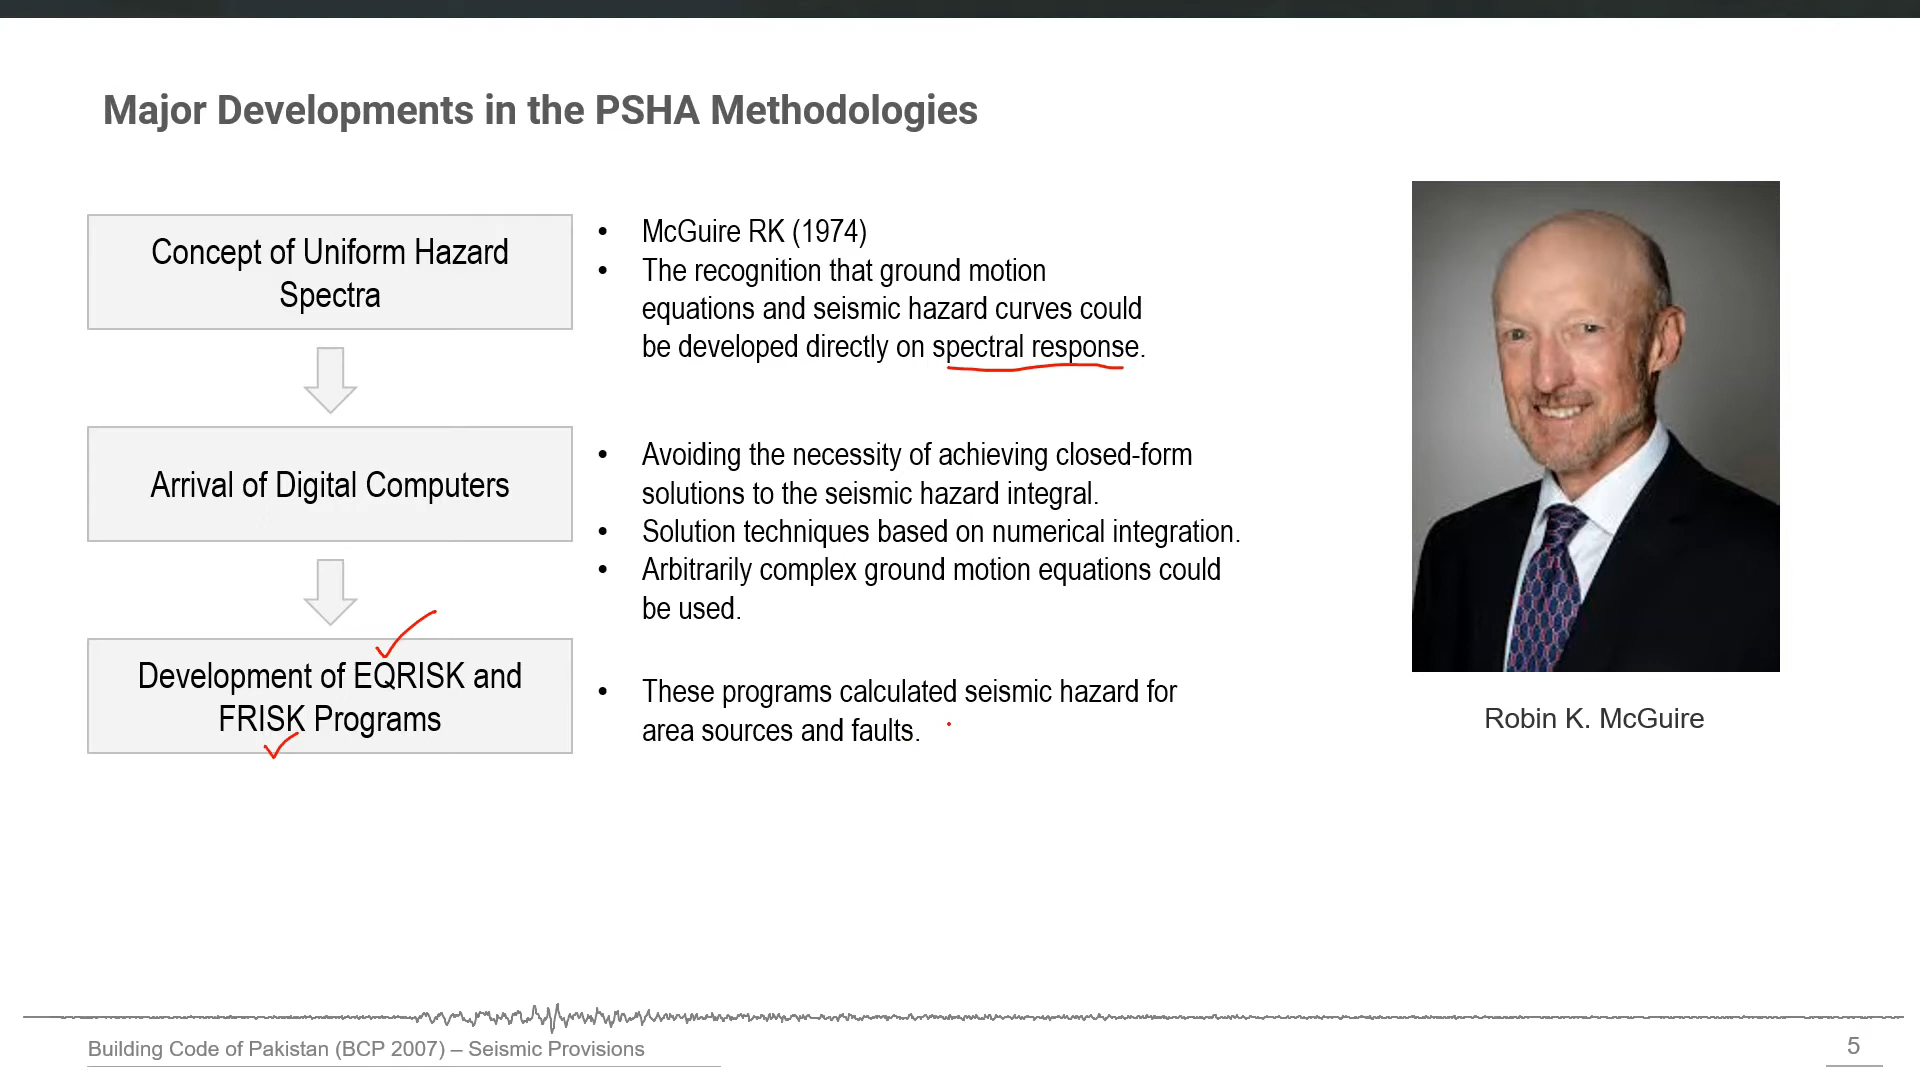 Major Developments in the PSHA Methodologies
Concept of Uniform Hazard
Spectra
• McGuire RK (1974)
• The recognition that ground motion
equations and seismic hazard curves could
be developed directly on spectral response.
Arrival of Digital Computers
• Avoiding the necessity of achieving closed-form
solutions to the seismic hazard integral.
• Solution techniques based on numerical integration.
• Arbitrarily complex ground motion equations could
be used.
Development of EQRISK and
FRISK Programs
• These programs calculated seismic hazard for
area sources and faults.
Robin K. McGuire
Building Code of Pakistan (BCP 2007) – Seismic Provisions
5